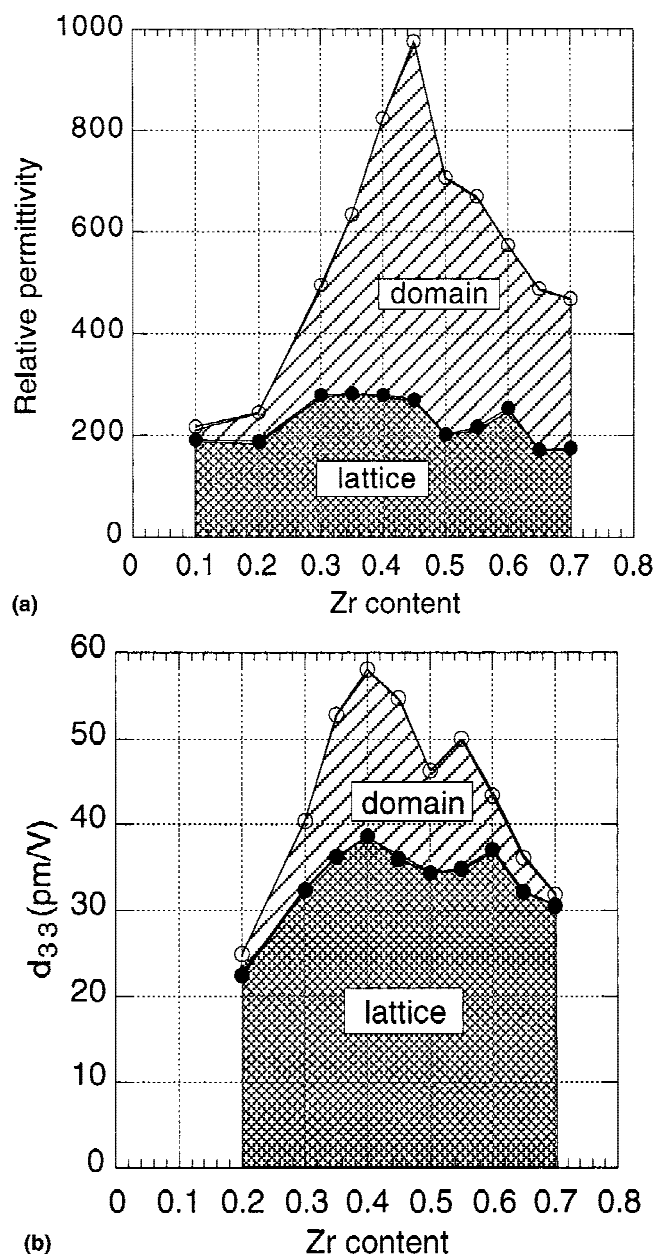 1000
800
600
400
200
0
Relative permittivity
domain
lattice
0 0.1 0.2 0.3 0.4 0.5 0.6 0.7 0.8
Zr content
(a)
60
50
40
30
20
10
0
d33(pm/V)
domain
lattice
0 0.1 0.2 0.3 0.4 0.5 0.6 0.7 0.8
Zr content
(b)